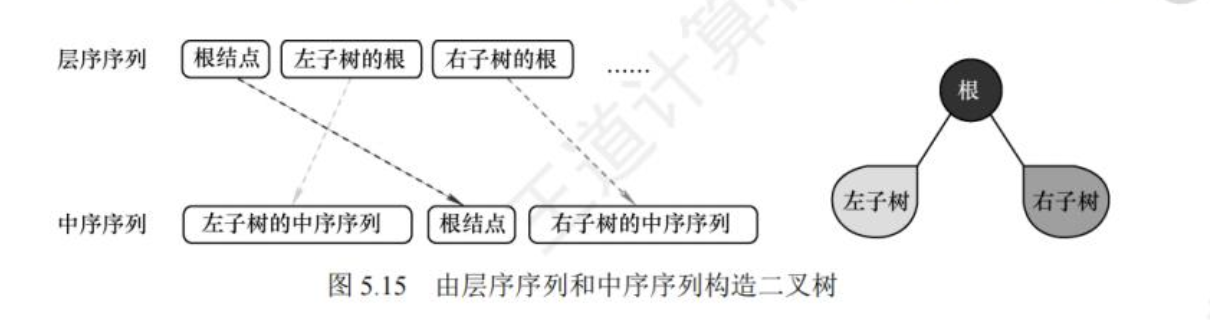 层序序列 根结点 左子树的根 右子树的根 ……
根
左子树 右子树
中序序列 左子树的中序序列 根结点 右子树的中序序列
图 5.15 由层序序列和中序序列构造二叉树
王道计算